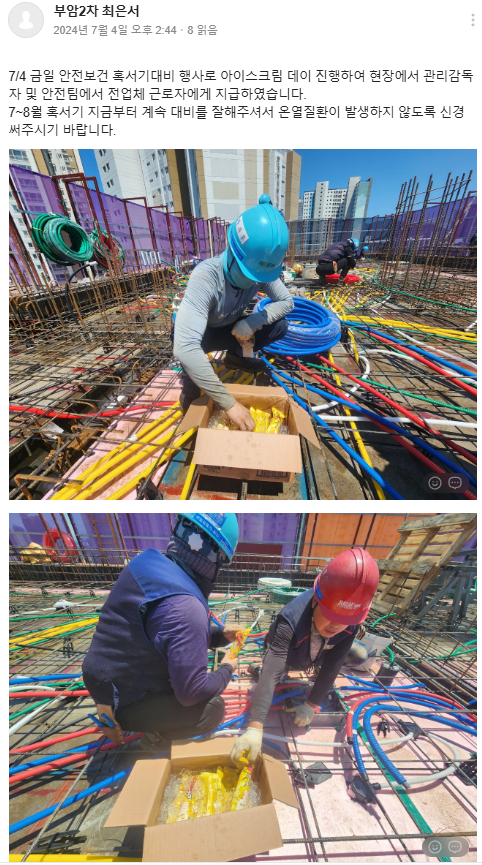 부암2차 최은서
2024년 7월 4일 오후 2:44 · 8 읽음
7/4 금일 안전보건 혹서기대비 행사로 아이스크림 데이 진행하여 현장에서 관리감독
자 및 안전팀에서 전업체 근로자에게 지급하였습니다.
7~8월 혹서기 지금부터 계속 대비를 잘해주셔서 온열질환이 발생하지 않도록 신경
써주시기 바랍니다.